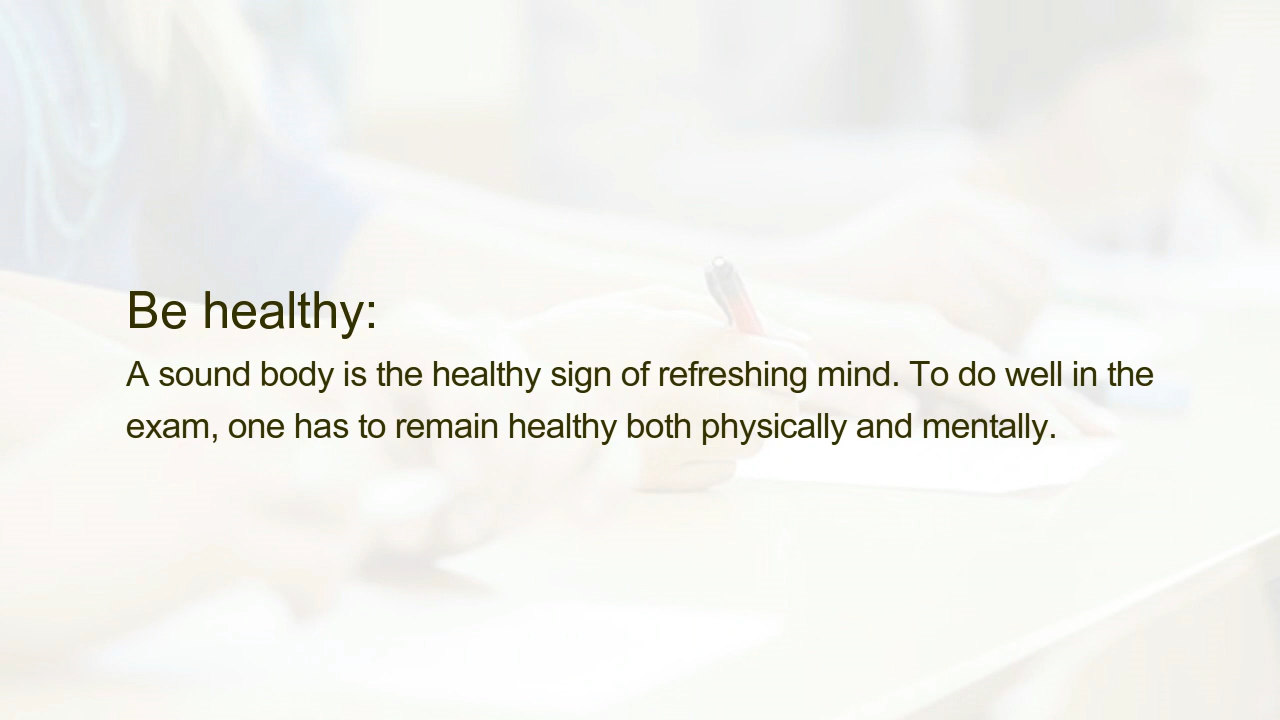 Be healthy:
A sound body is the healthy sign of refreshing mind. To do well in the
exam, one has to remain healthy both physically and mentally.